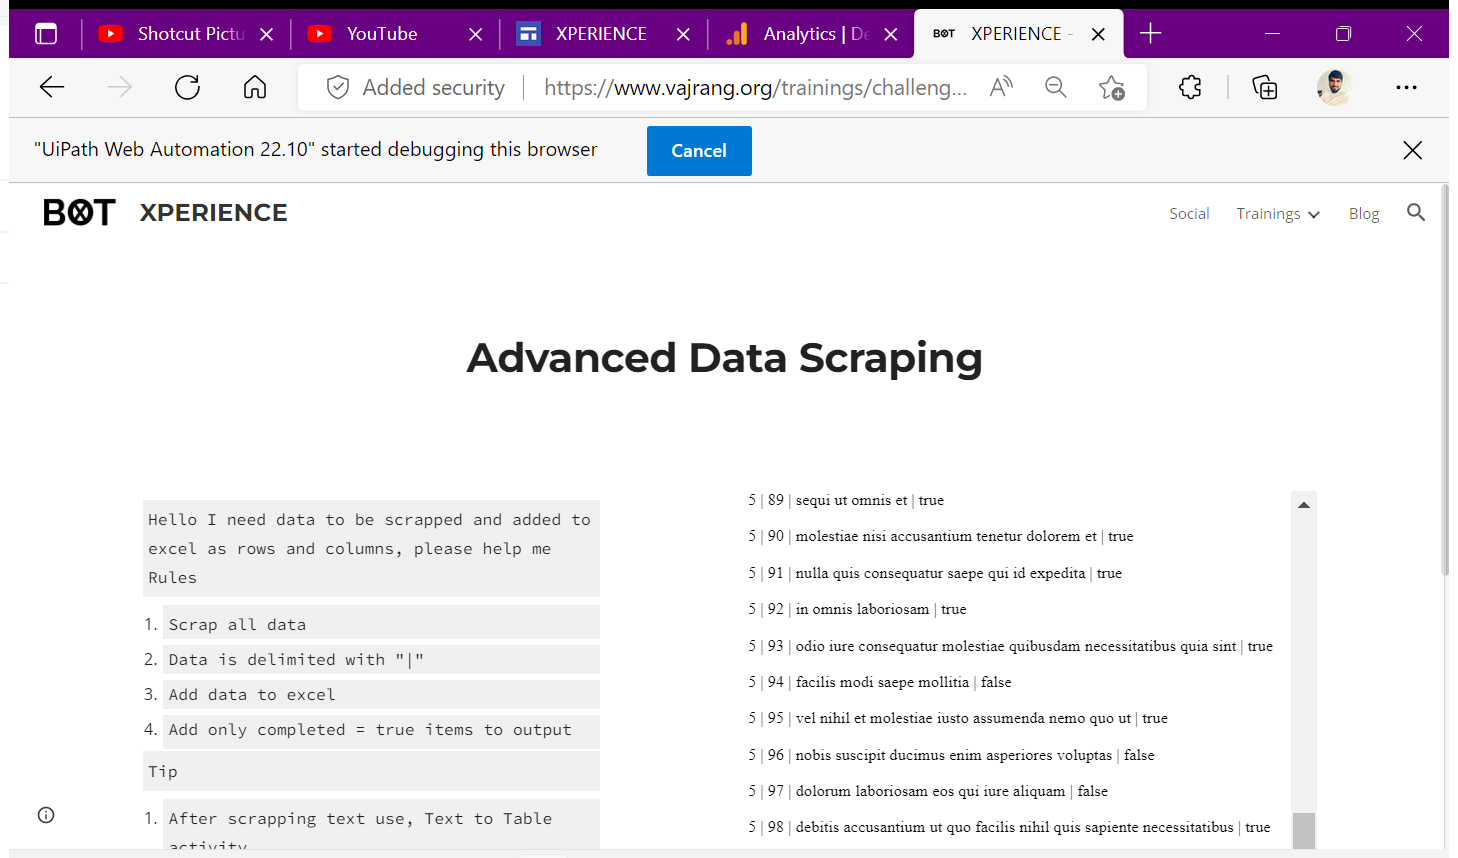 Shotcut Pictu
YouTube
XPERIENCE
Analytics | De
BOT XPERIENCE -
Added security
https://www.vajrang.org/trainings/challeng...
"UiPath Web Automation 22.10" started debugging this browser
Cancel
BOT XPERIENCE
Social
Trainings
Blog
Advanced Data Scraping
Hello I need data to be scrapped and added to
excel as rows and columns, please help me
Rules
1. Scrap all data
2. Data is delimited with "|"
3. Add data to excel
4. Add only completed = true items to output
Tip
1. After scrapping text use, Text to Table
activity
5 | 89 | sequi ut omnis et | true
5 | 90 | molestiae nisi accusantium tenetur dolorem et | true
5 | 91 | nulla quis consequatur saepe qui id expedita | true
5 | 92 | in omnis laboriosam | true
5 | 93 | odio iure consequatur molestiae quibusdam necessitatibus quia sint | true
5 | 94 | facilis modi saepe mollitia | false
5 | 95 | vel nihil et molestiae iusto assumenda nemo quo ut | true
5 | 96 | nobis suscipit ducimus enim asperiores voluptas | false
5 | 97 | dolorum laboriosam eos qui iure aliquam | false
5 | 98 | debitis accusantium ut quo facilis nihil quis sapiente necessitatibus | true